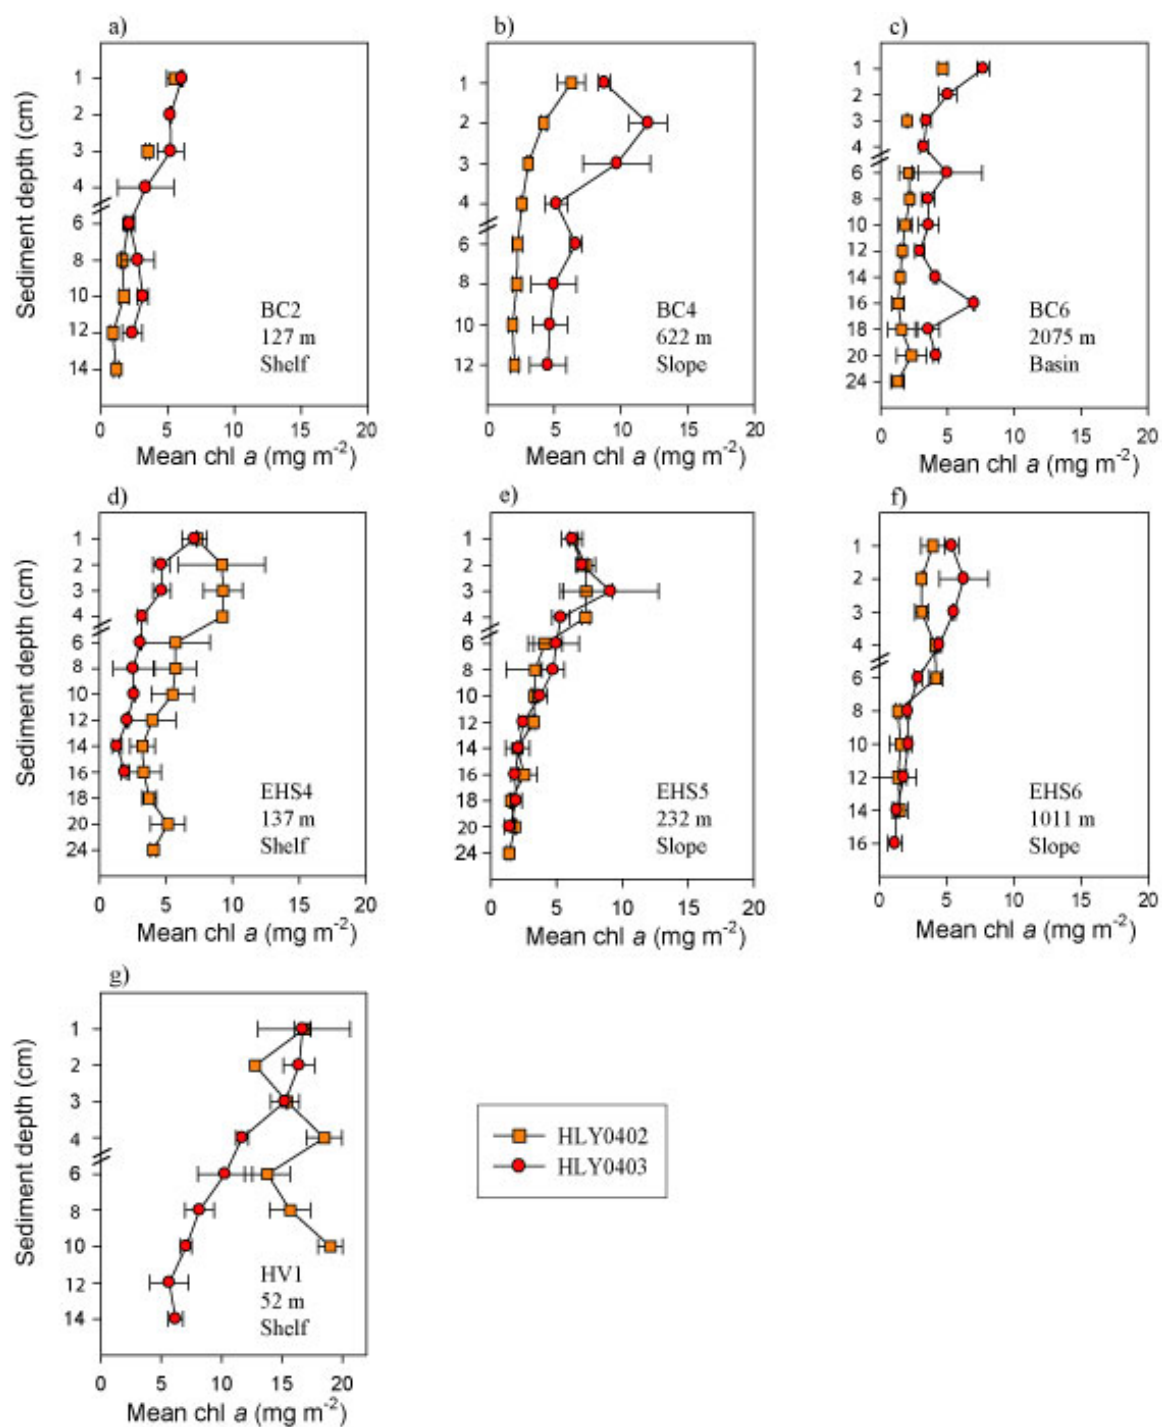 a)
Sediment depth (cm)
1
2
3
4
6
8
10
12
14
BC2
127 m
Shelf
0 5 10 15 20
Mean chl a (mg m-2)
b)
1
2
3
4
6
8
10
12
BC4
622 m
Slope
0 5 10 15 20
Mean chl a (mg m-2)
c)
1
2
3
4
6
8
10
12
14
16
18
20
24
BC6
2075 m
Basin
0 5 10 15 20
Mean chl a (mg m-2)
d)
Sediment depth (cm)
1
2
3
4
6
8
10
12
14
16
18
20
24
EHS4
137 m
Shelf
0 5 10 15 20
Mean chl a (mg m-2)
e)
1
2
3
4
6
8
10
12
14
16
18
20
24
EHS5
232 m
Slope
0 5 10 15 20
Mean chl a (mg m-2)
f)
1
2
3
4
6
8
10
12
14
16
EHS6
1011 m
Slope
0 5 10 15 20
Mean chl a (mg m-2)
g)
Sediment depth (cm)
1
2
3
4
6
8
10
12
14
HV1
52 m
Shelf
0 5 10 15 20
Mean chl a (mg m-2)
HLY0402
HLY0403